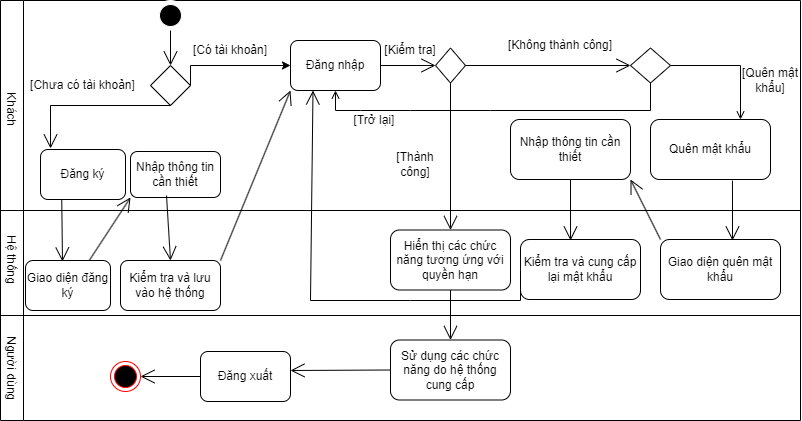 Khách
[Có tài khoản]
[Chưa có tài khoản]
Đăng nhập
[Kiểm tra]
[Không thành công]
[Quên mật
khẩu]
[Trở lại]
[Thành
công]
Đăng ký
Nhập thông tin
cần thiết
Nhập thông tin cần
thiết
Quên mật khẩu
Hệ thống
Giao diện đăng
ký
Kiểm tra và lưu
vào hệ thống
Hiển thị các chức
năng tương ứng với
quyền hạn
Kiểm tra và cung cấp
lại mật khẩu
Giao diện quên mật
khẩu
Người dùng
Đăng xuất
Sử dụng các chức
năng do hệ thống
cung cấp